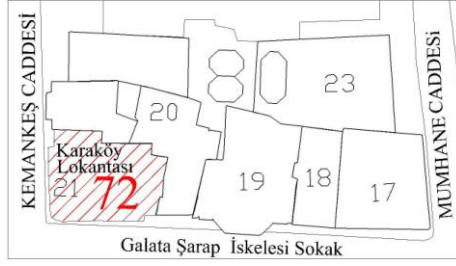 KEMANKEŞ CADDESİ
MUMHANE CADDESİ
23
20
Karaköy
Lokantası
21
72
19
18
17
Galata Şarap İskelesi Sokak